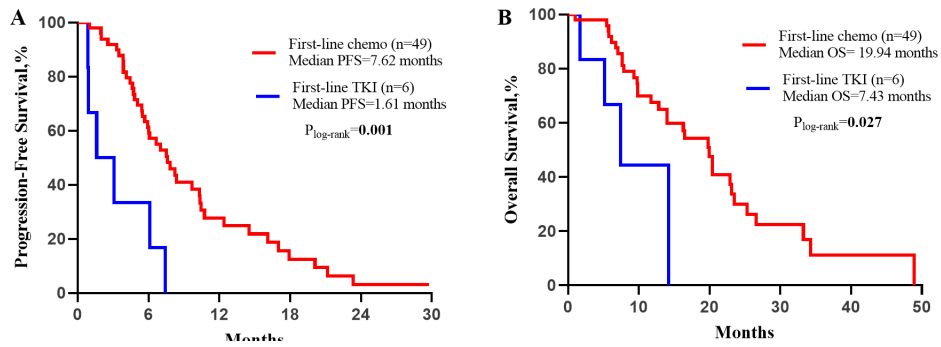 A
Progression-Free Survival,%
100
80
60
40
20
0
0 6 12 18 24 30
Months
First-line chemo (n=49)
Median PFS=7.62 months
First-line TKI (n=6)
Median PFS=1.61 months
Plog-rank=0.001
B
Overall Survival,%
100
80
60
40
20
0
0 10 20 30 40 50
Months
First-line chemo (n=49)
Median OS= 19.94 months
First-line TKI (n=6)
Median OS=7.43 months
Plog-rank=0.027